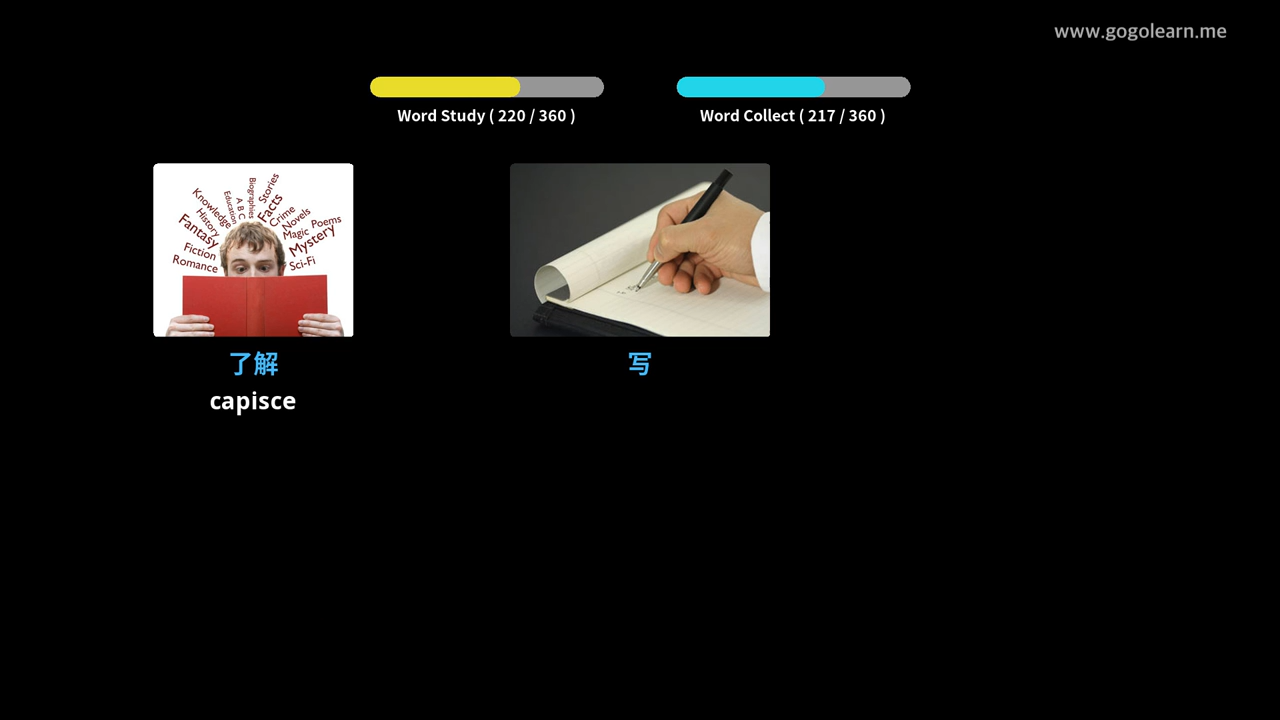 www.gogolearn.me
Word Study ( 220 / 360 )
Word Collect ( 217 / 360 )
Knowledge
History
Fantasy
Fiction
Romance
Education
A B C
Biographies
Stories
Facts
Crime
Novels
Magic
Poems
Mystery
Sci-Fi
了解
capisce
写